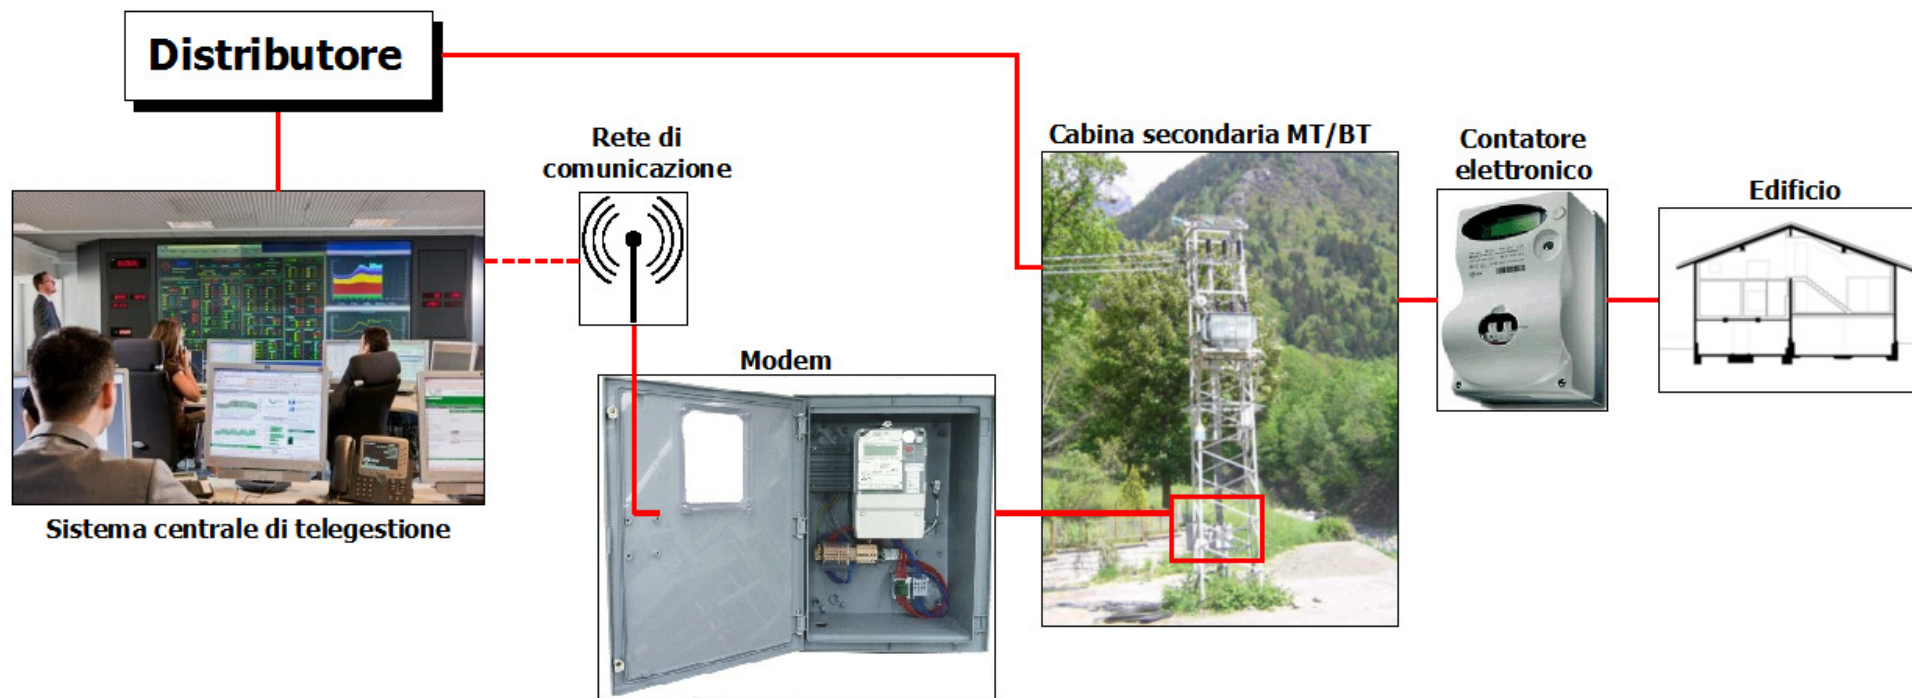 Distributore
Rete di
comunicazione
Cabina secondaria MT/BT
Contatore
elettronico
Edificio
Modem
Sistema centrale di telegestione